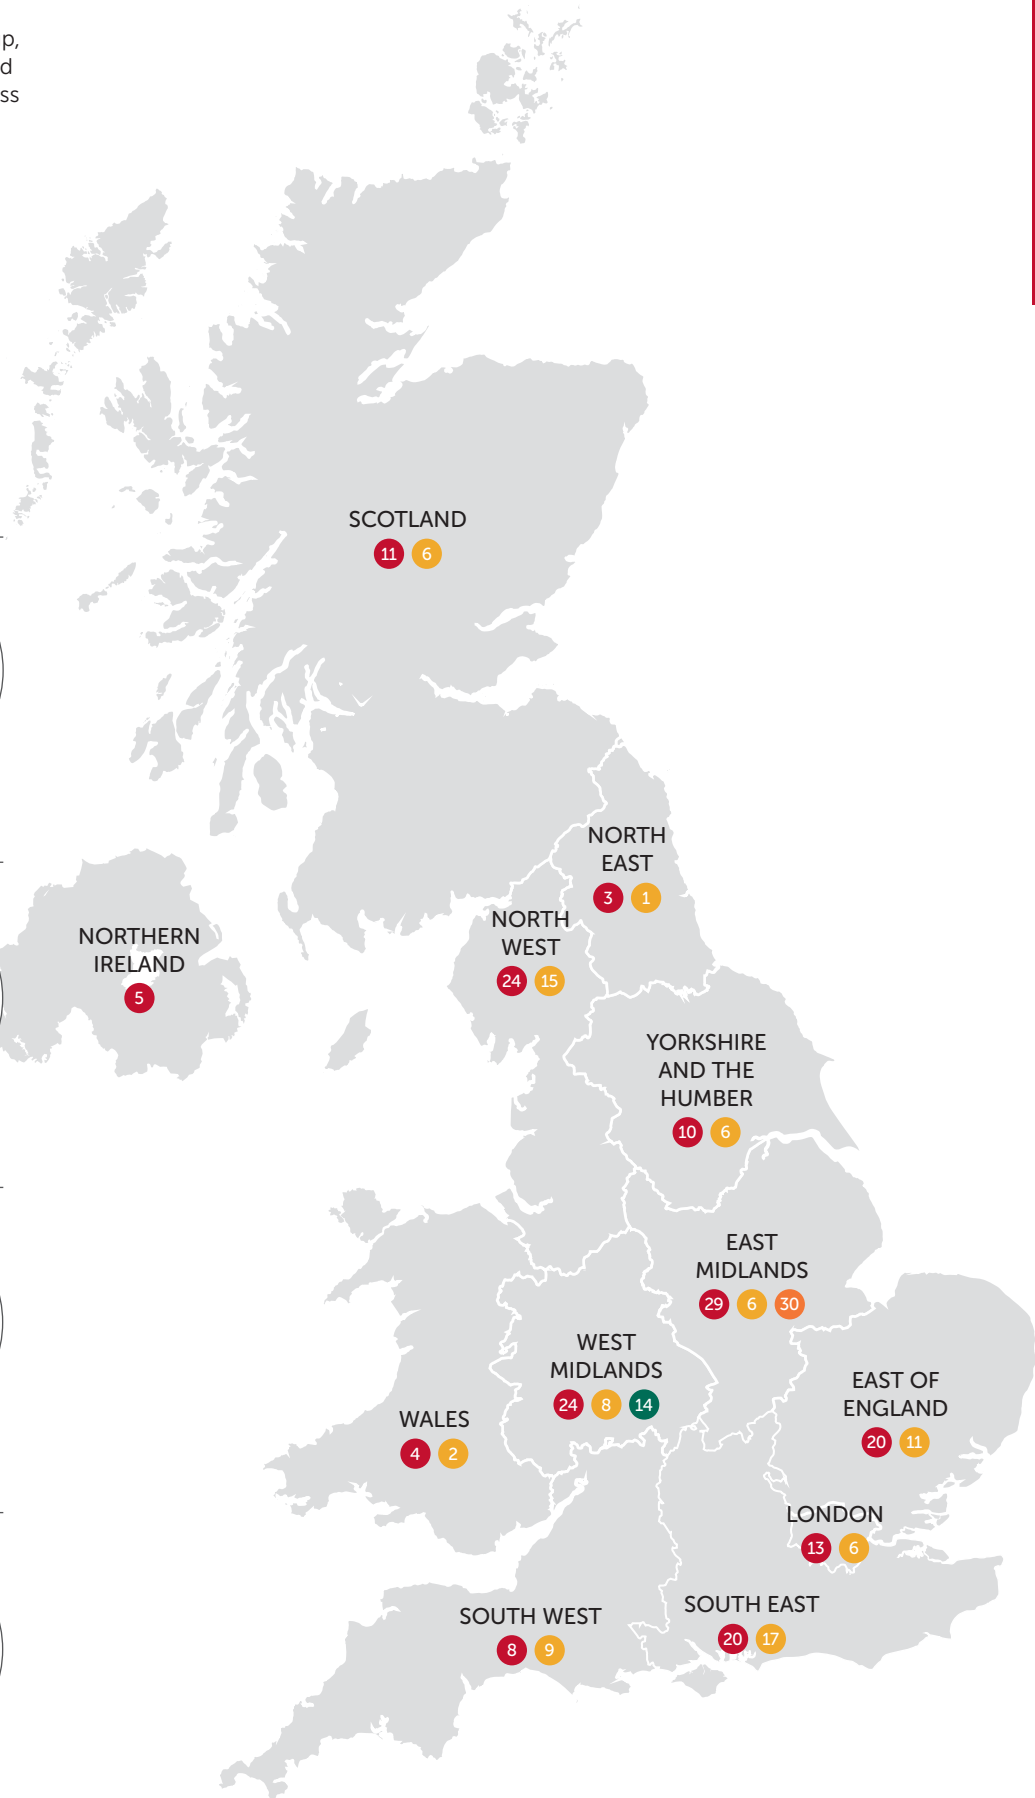 p,
d
ss
SCOTLAND
11 6
NORTH
EAST
3 1
NORTH
WEST
24 15
NORTHERN
IRELAND
5
YORKSHIRE
AND THE
HUMBER
10 6
EAST
MIDLANDS
29 6 30
WEST
MIDLANDS
24 8 14
EAST OF
ENGLAND
20 11
WALES
4 2
LONDON
13 6
SOUTH EAST
20 17
SOUTH WEST
8 9